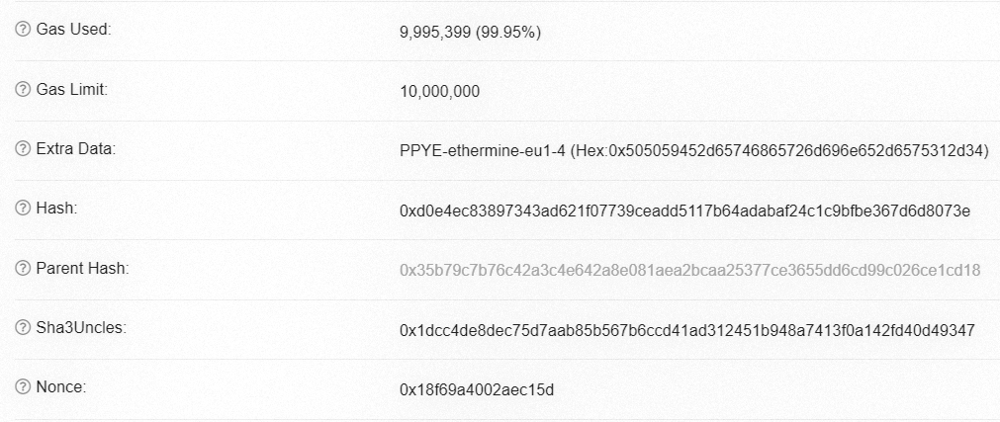 Gas Used:
9,995,399 (99.95%)
Gas Limit:
10,000,000
Extra Data:
PPYE-ethermine-eu1-4 (Hex:0x505059452d65746865726d696e652d6575312d34)
Hash:
0xd0e4ec83897343ad621f07739ceadd5117b64adabaf24c1c9bfbe367d6d8073e
Parent Hash:
0x35b79c7b76c42a3c4e642a8e081aea2bcaa25377ce3655dd6cd99c026ce1cd18
Sha3Uncles:
0x1dcc4de8dec75d7aab85b567b6ccd41ad312451b948a7413f0a142fd40d49347
Nonce:
0x18f69a4002aec15d